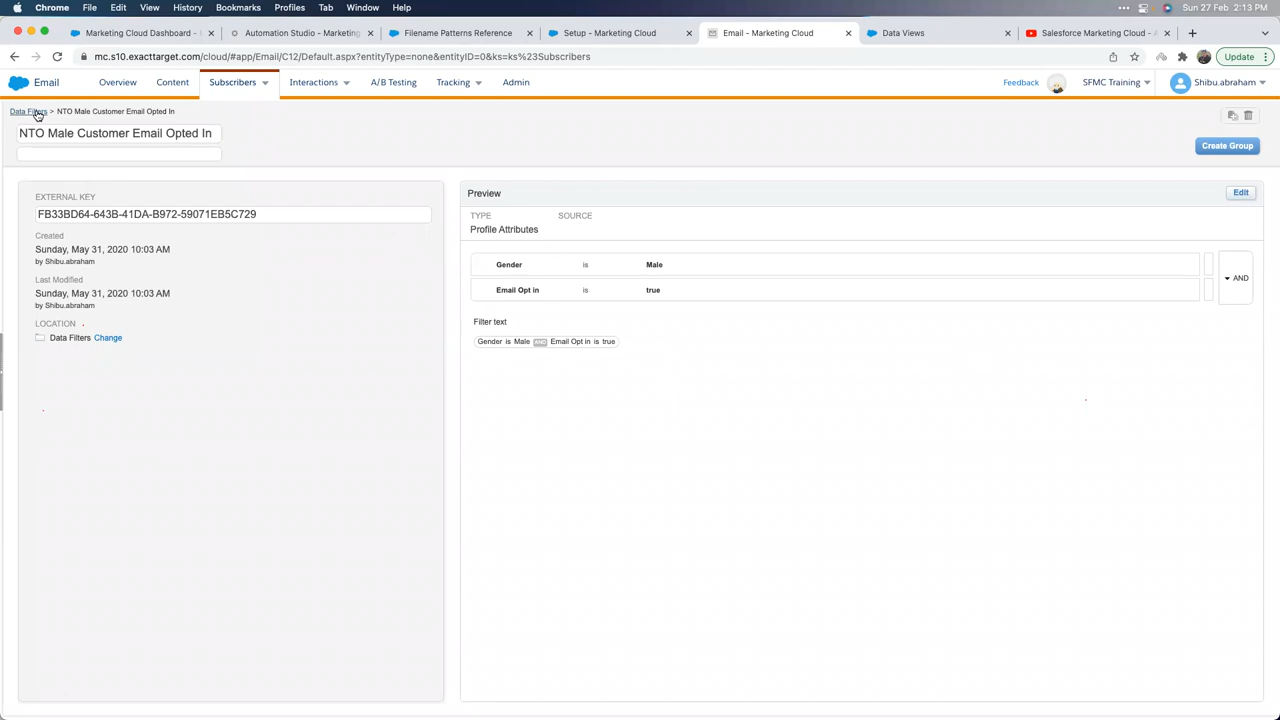 Chrome File Edit View History Bookmarks Profiles Tab Window Help Sun 27 Feb 2:13 PM
Marketing Cloud Dashboard - Automation Studio - Marketing Filename Patterns Reference Setup - Marketing Cloud Email - Marketing Cloud Data Views Salesforce Marketing Cloud - A
mc.s10.exacttarget.com/cloud/#app/Email/C12/Default.aspx?entityType=none&entityID=0&ks=ks%23Subscribers Update
Email Overview Content Subscribers Interactions A/B Testing Tracking Admin Feedback SFMC Training Shibu.abraham
Data Filters > NTO Male Customer Email Opted In
NTO Male Customer Email Opted In
Create Group
EXTERNAL KEY
FB33BD64-643B-41DA-B972-59071EB5C729
Created
Sunday, May 31, 2020 10:03 AM
by Shibu.abraham
Last Modified
Sunday, May 31, 2020 10:03 AM
by Shibu.abraham
LOCATION
Data Filters Change
Preview Edit
TYPE SOURCE
Profile Attributes
Gender is Male
AND
Email Opt in is true
Filter text
Gender is Male AND Email Opt in is true